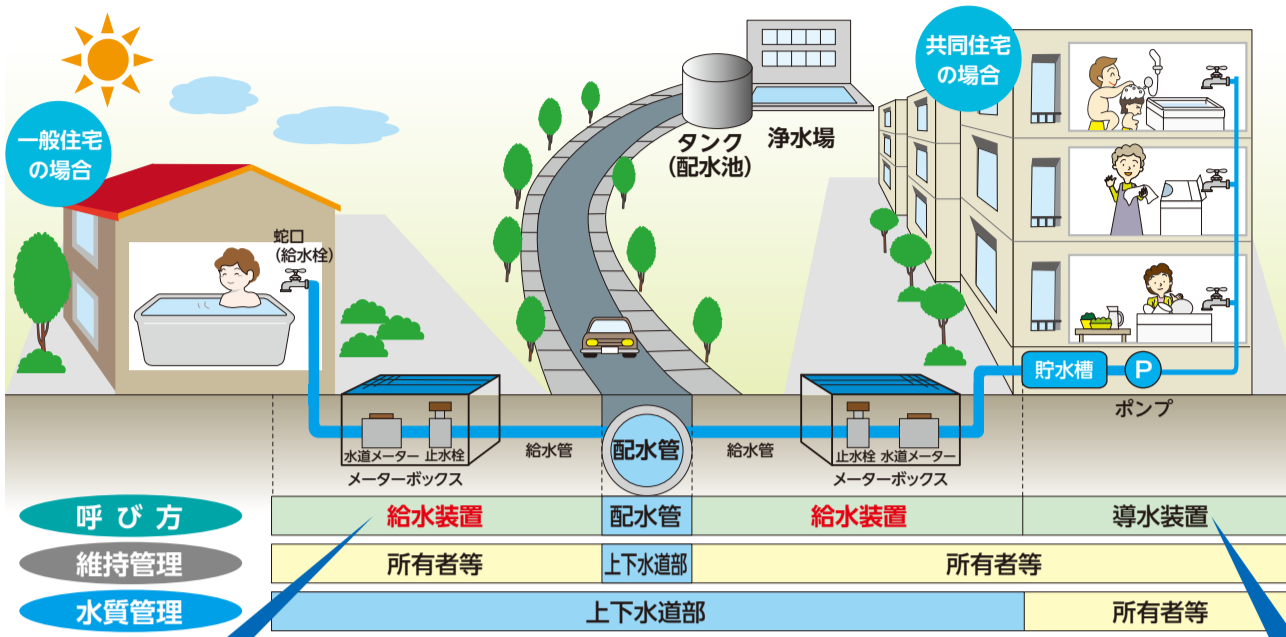 一般住宅
の場合
蛇口
(給水栓)
タンク
(配水池)
浄水場
共同住宅
の場合
貯水槽
P
ポンプ
水道メーター
止水栓
メーターボックス
給水管
配水管
給水管
止水栓
水道メーター
メーターボックス
呼び方
給水装置
配水管
給水装置
導水装置
維持管理
所有者等
上下水道部
所有者等
水質管理
上下水道部
所有者等